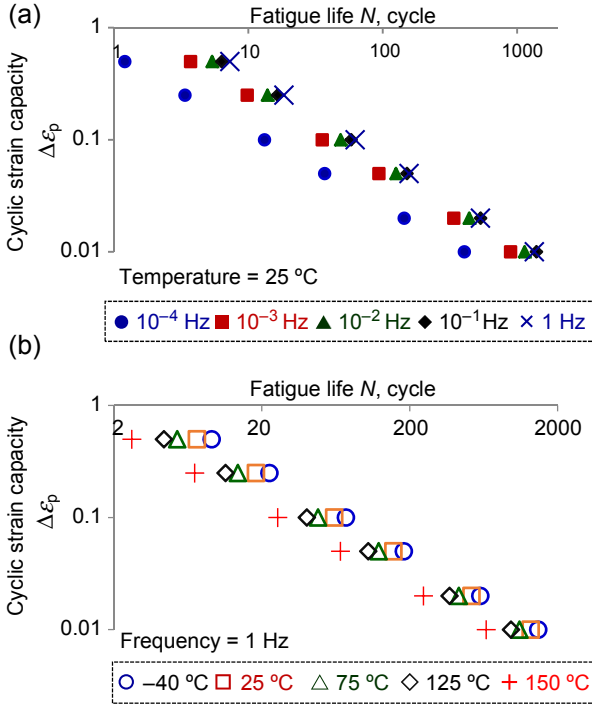 (a)
Fatigue life N, cycle
1 10 100 1000
1
0.1
0.01
Cyclic strain capacity
Δεp
Temperature = 25 ºC
10⁻⁴ Hz 10⁻³ Hz 10⁻² Hz 10⁻¹Hz 1 Hz
(b)
Fatigue life N, cycle
2 20 200 2000
1
0.1
0.01
Cyclic strain capacity
Δεp
Frequency = 1 Hz
–40 ºC 25 ºC 75 ºC 125 ºC 150 ºC